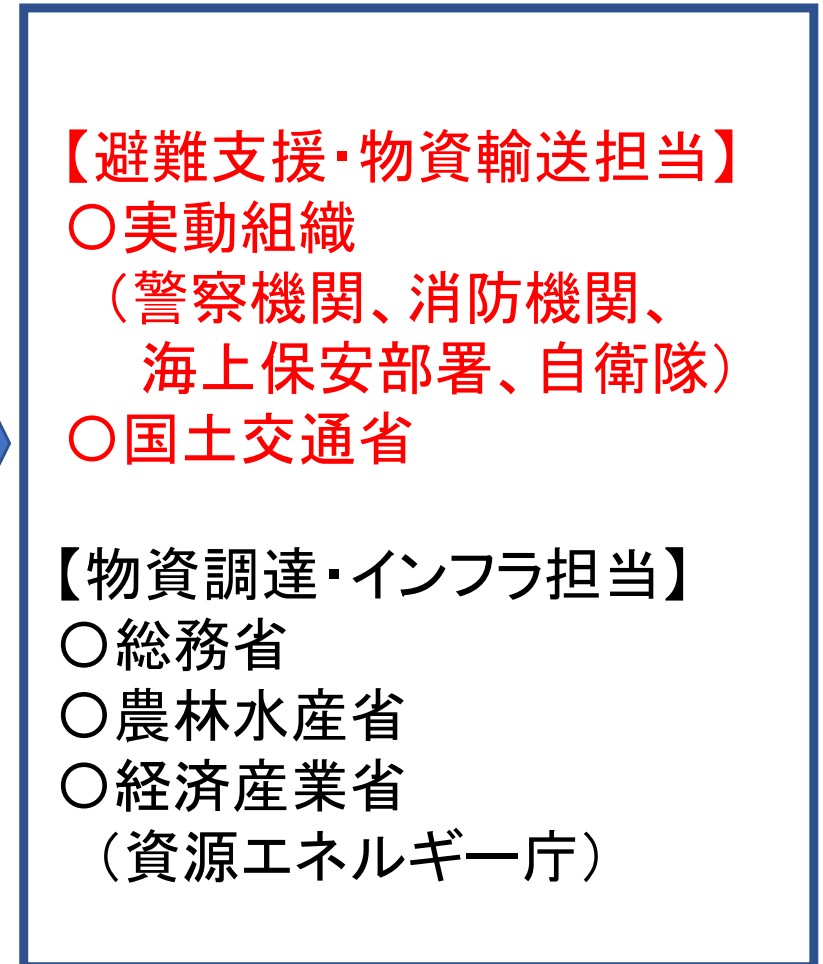 【避難支援・物資輸送担当】
○実動組織
（警察機関、消防機関、
海上保安部署、自衛隊）
○国土交通省
【物資調達・インフラ担当】
○総務省
○農林水産省
○経済産業省
（資源エネルギー庁）